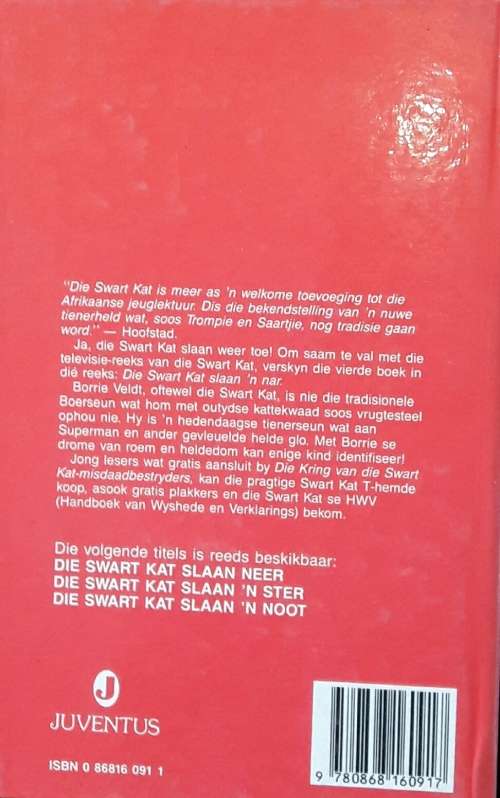 "Die Swart Kat is meer as 'n welkome toevoeging tot die
Afrikaanse jeuglektuur. Dis die bekendstelling van 'n nuwe
tienerheld wat, soos Trompie en Saartjie, nog tradisie gaan
word." — Hoofstad.
Ja, die Swart Kat slaan weer toe! Om saam te val met die
televisie-reeks van die Swart Kat, verskyn die vierde boek in
dié reeks: Die Swart Kat slaan 'n nar.
Borrie Veldt, oftewel die Swart Kat, is nie die tradisionele
Boerseun wat hom met outydse kattekwaad soos vrugtesteel
ophou nie. Hy is 'n hedendaagse tienerseun wat aan
Superman en ander gevleuelde helde glo. Met Borrie se
drome van roem en heldedom kan enige kind identifiseer!
Jong lesers wat gratis aansluit by Die Kring van die Swart
Kat-misdaadbestryders, kan die pragtige Swart Kat T-hemde
koop, asook gratis plakkers en die Swart Kat se HWV
(Handboek van Wyshede en Verklarings) bekom.
Die volgende titels is reeds beskikbaar:
DIE SWART KAT SLAAN NEER
DIE SWART KAT SLAAN 'N STER
DIE SWART KAT SLAAN 'N NOOT
J
JUVENTUS
ISBN 0 86816 091 1
9 780868 160917